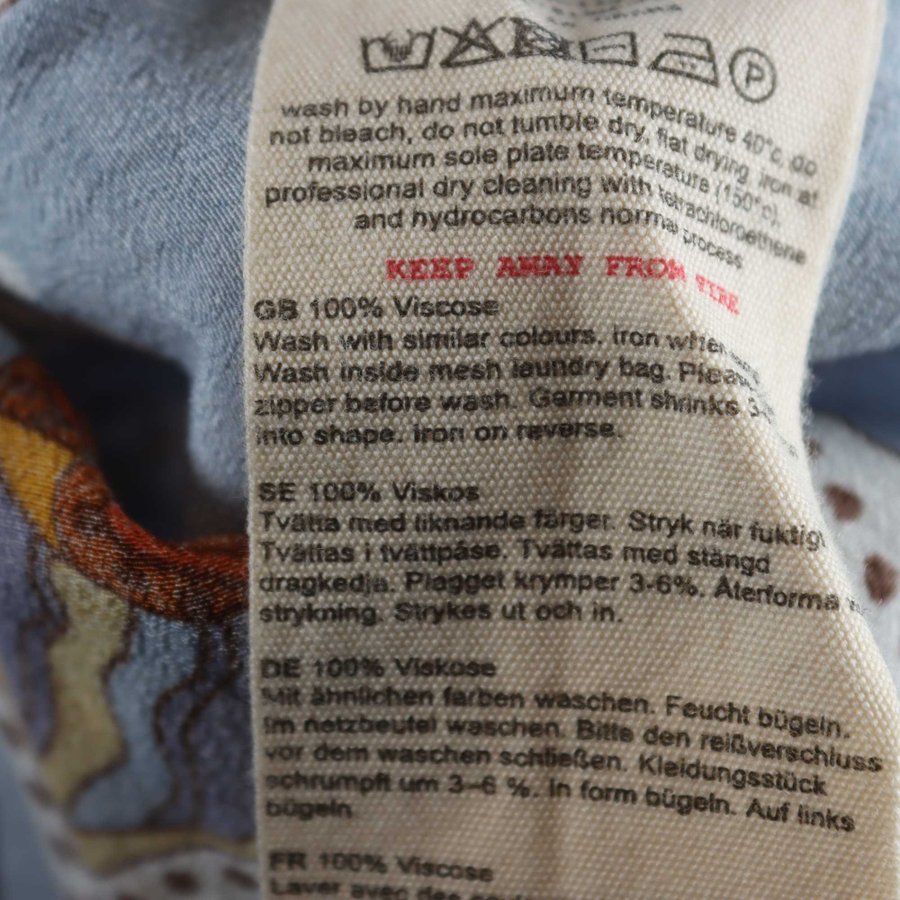 P
wash by hand maximum temperature 40°c. do
not bleach, do not tumble dry, flat drying. iron at
maximum sole plate temperature (150°c).
professional dry cleaning with tetrachloroethene
and hydrocarbons normal process
KEEP AWAY FROM FIRE
GB 100% Viscose
Wash with similar colours. iron
Wash inside mesh laundry bag.
zipper before wash. Garment shrinks
into shape. iron on reverse.
SE 100% Viskos
Tvätta med liknande färger. Stryk när fuktigt
Tvättas i tvättpåse. Tvättas med stängd
dragkedja. Plagget krymper 3-6%. Återforma
strykning. Strykes ut och in.
DE 100% Viskose
Mit ähnlichen farben waschen. Feucht bügeln.
Im netzbeutel waschen. Bitte den reißverschluss
vor dem waschen schließen. Kleidungsstück
schrumpft um 3-6 %. In form bügeln. Auf links
bügeln.
FR 100% Viscose
Laver avec des